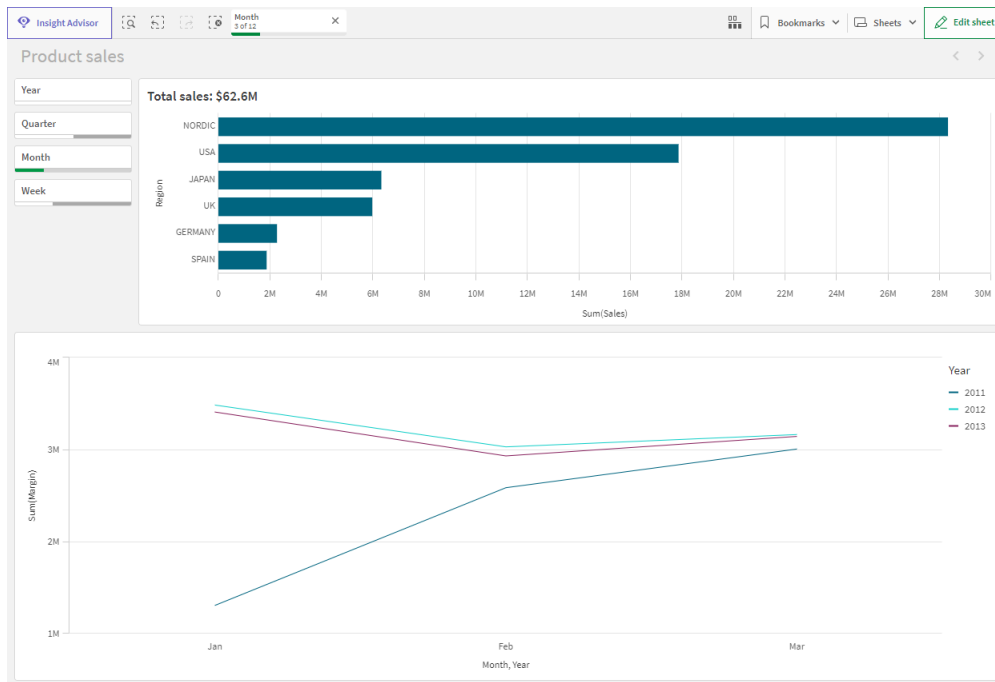 Insight Advisor
Month
3 of 12
Bookmarks
Sheets
Edit sheet
Product sales
Year
Quarter
Month
Week
Total sales: $62.6M
Region
NORDIC
USA
JAPAN
UK
GERMANY
SPAIN
0 2M 4M 6M 8M 10M 12M 14M 16M 18M 20M 22M 24M 26M 28M 30M
Sum(Sales)
Sum(Margin)
4M
3M
2M
1M
Jan Feb Mar
Month, Year
Year
2011
2012
2013